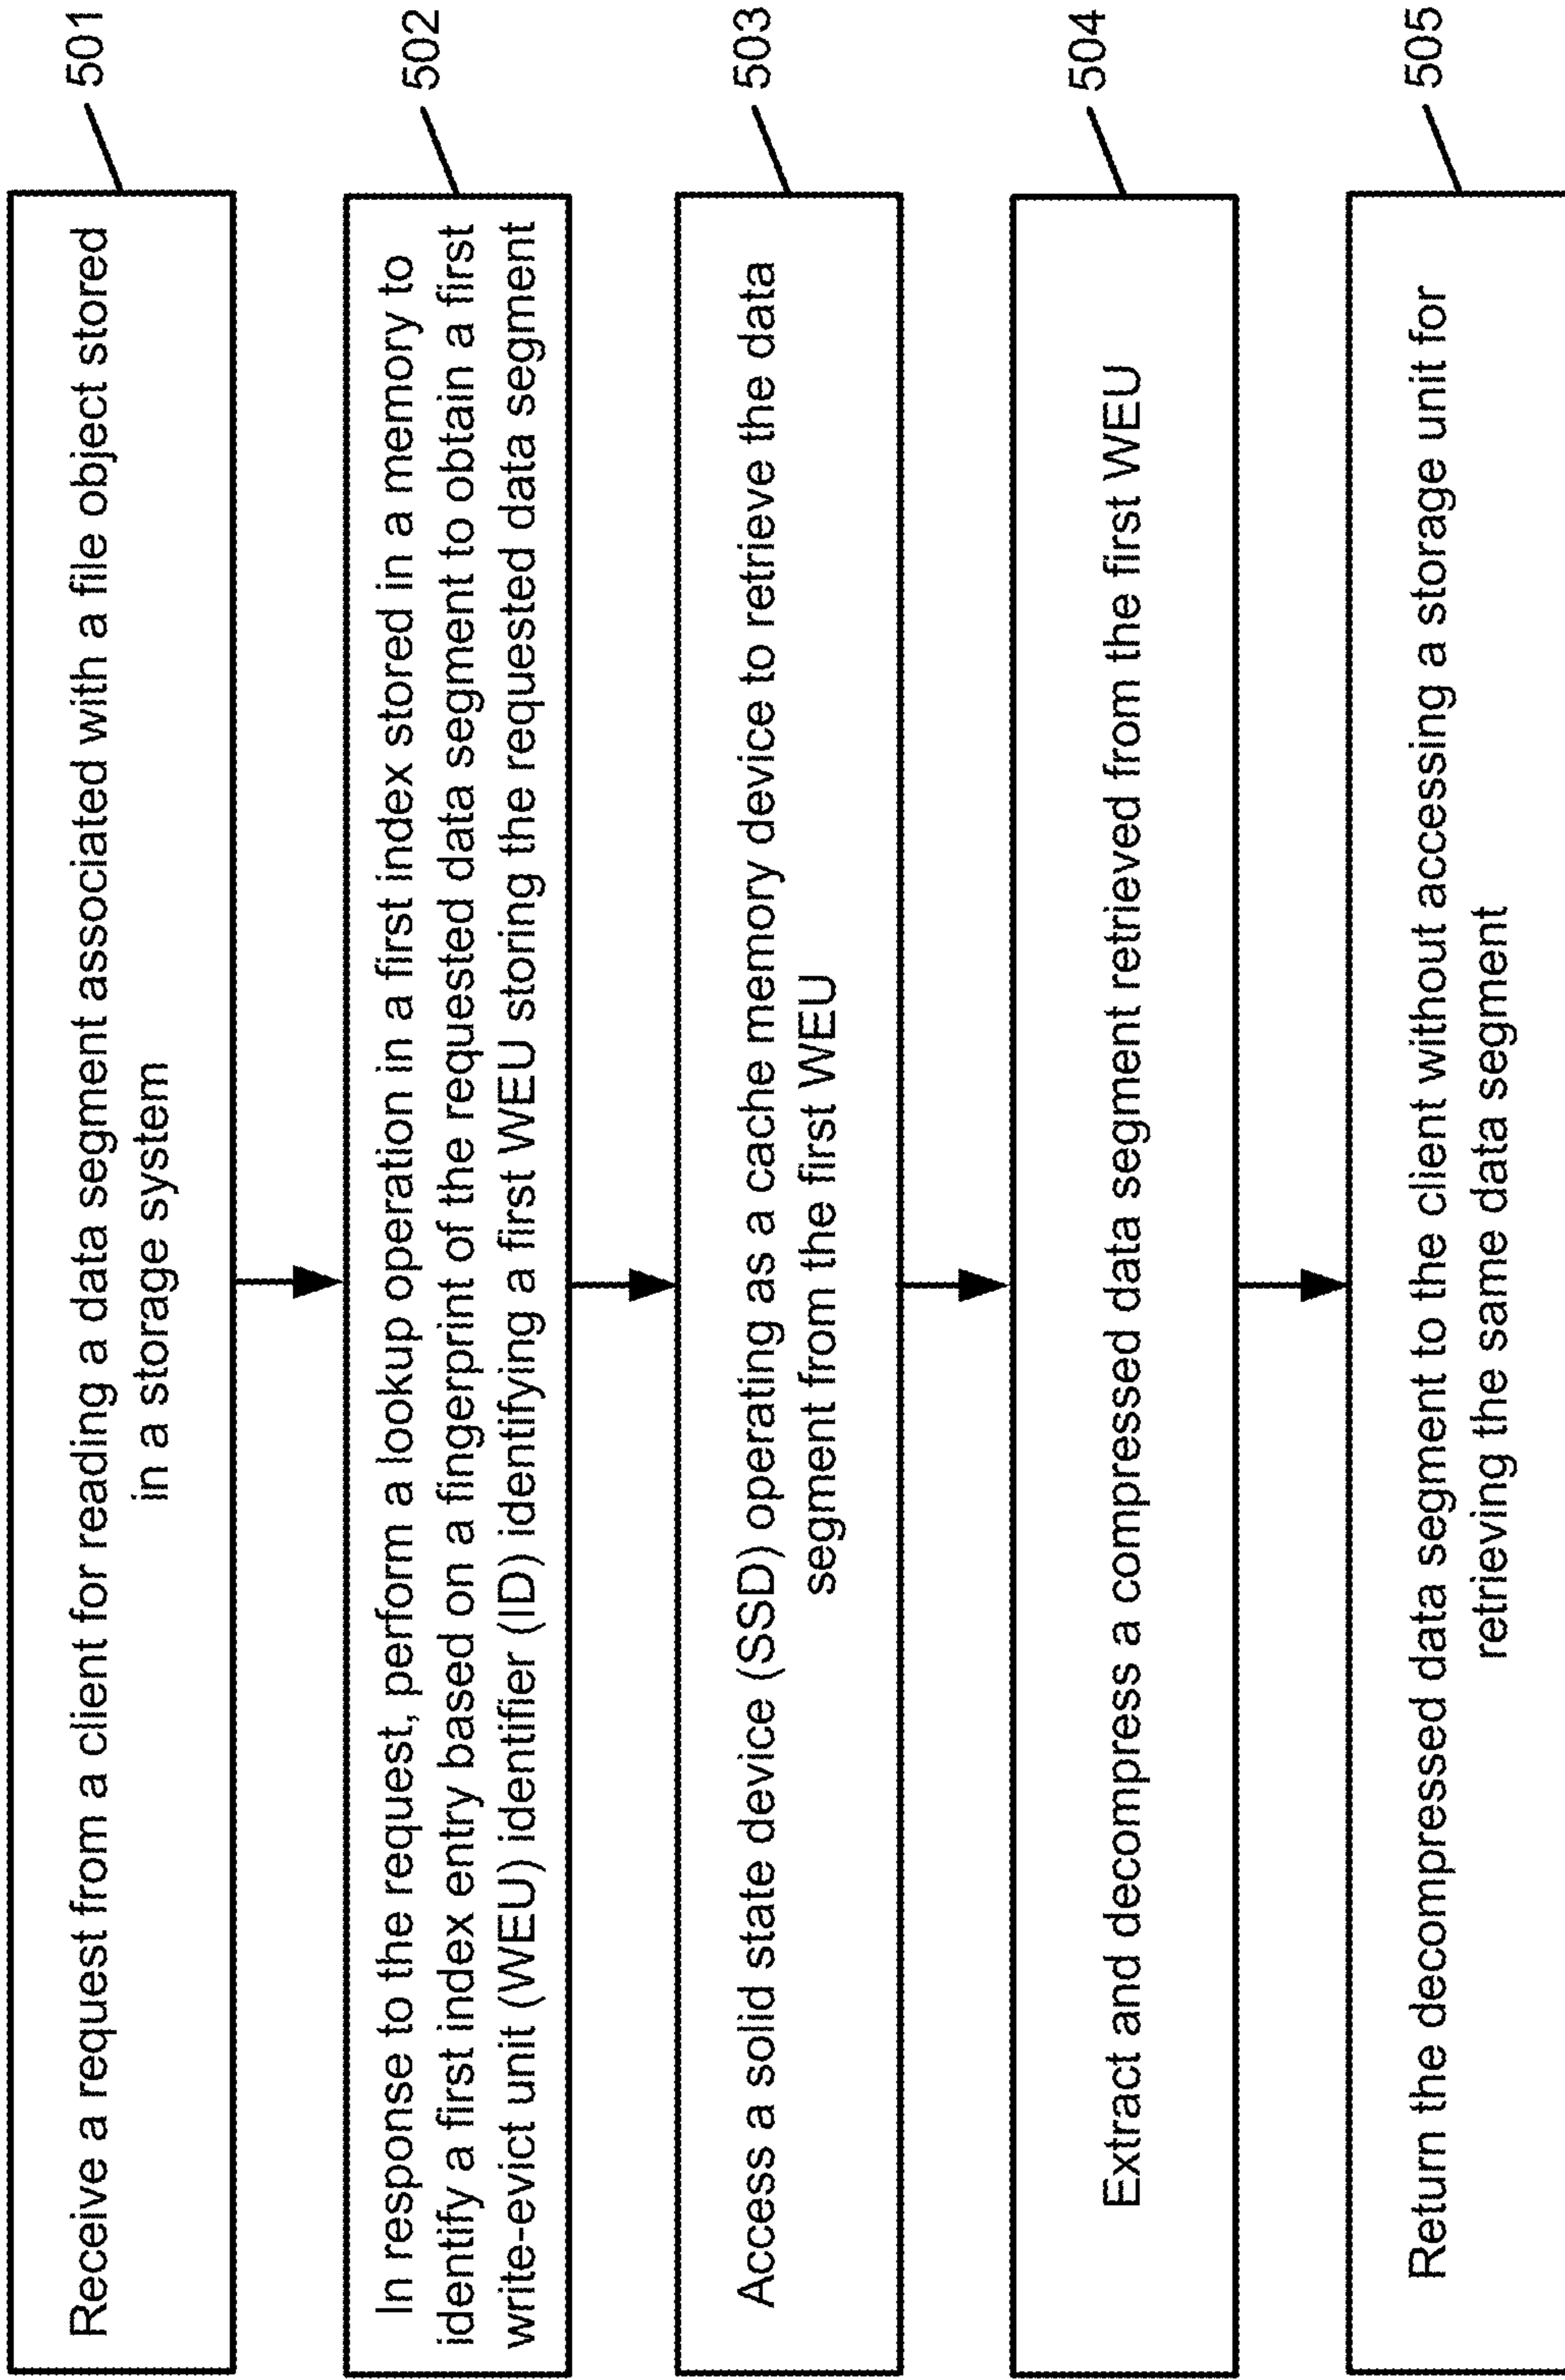 Receive a request from a client for reading a data segment associated with a file object stored
in a storage system
501
In response to the request, perform a lookup operation in a first index stored in a memory to
identify a first index entry based on a fingerprint of the requested data segment to obtain a first
write-evict unit (WEU) identifier (ID) identifying a first WEU storing the requested data segment
502
Access a solid state device (SSD) operating as a cache memory device to retrieve the data
segment from the first WEU
503
Extract and decompress a compressed data segment retrieved from the first WEU
504
Return the decompressed data segment to the client without accessing a storage unit for
retrieving the same data segment
505